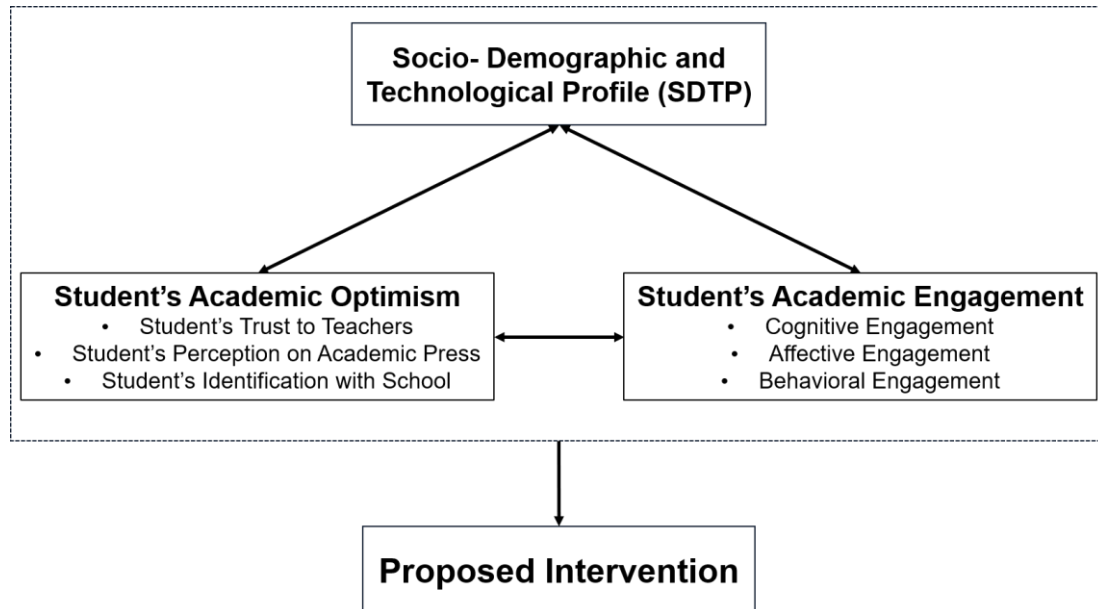 Socio- Demographic and
Technological Profile (SDTP)
Student’s Academic Optimism
• Student’s Trust to Teachers
• Student’s Perception on Academic Press
• Student’s Identification with School
Student’s Academic Engagement
• Cognitive Engagement
• Affective Engagement
• Behavioral Engagement
Proposed Intervention